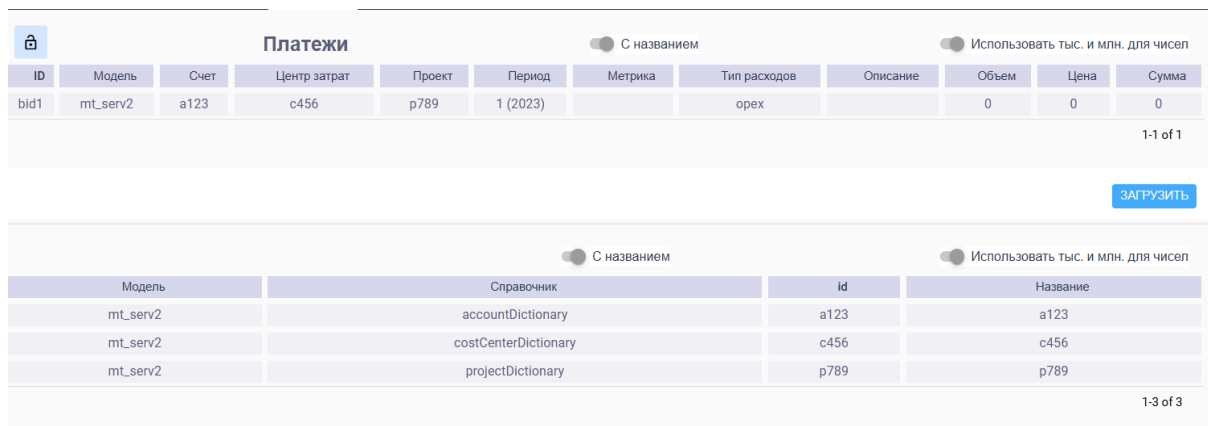 Платежи С названием Использовать тыс. и млн. для чисел
ID Модель Счет Центр затрат Проект Период Метрика Тип расходов Описание Объем Цена Сумма
bid1 mt_serv2 a123 c456 p789 1 (2023) opex 0 0 0
1-1 of 1
ЗАГРУЗИТЬ
С названием Использовать тыс. и млн. для чисел
Модель Справочник id Название
mt_serv2 accountDictionary a123 a123
mt_serv2 costCenterDictionary c456 c456
mt_serv2 projectDictionary p789 p789
1-3 of 3